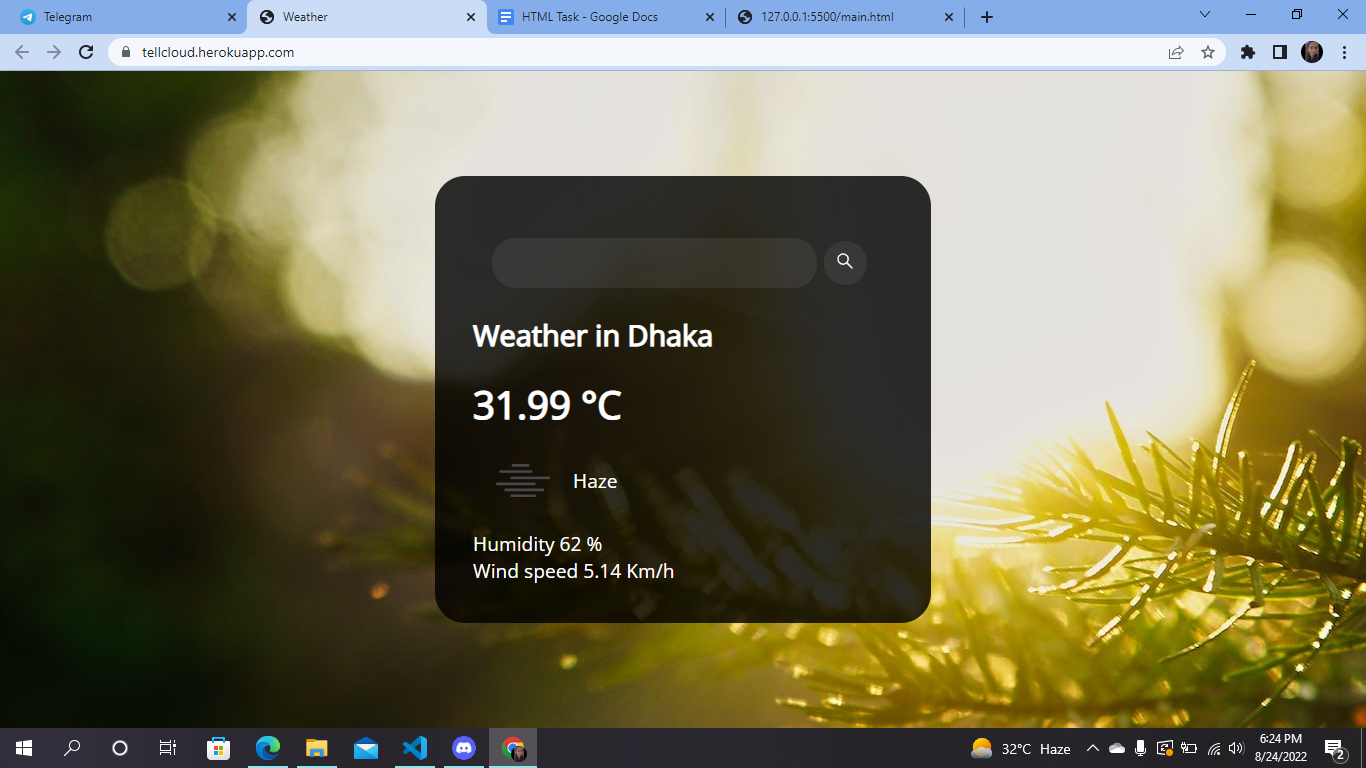 Telegram
Weather
HTML Task - Google Docs
127.0.0.1:5500/main.html
tellcloud.herokuapp.com
Weather in Dhaka
31.99 °C
Haze
Humidity 62 %
Wind speed 5.14 Km/h
32°C Haze
6:24 PM
8/24/2022
2